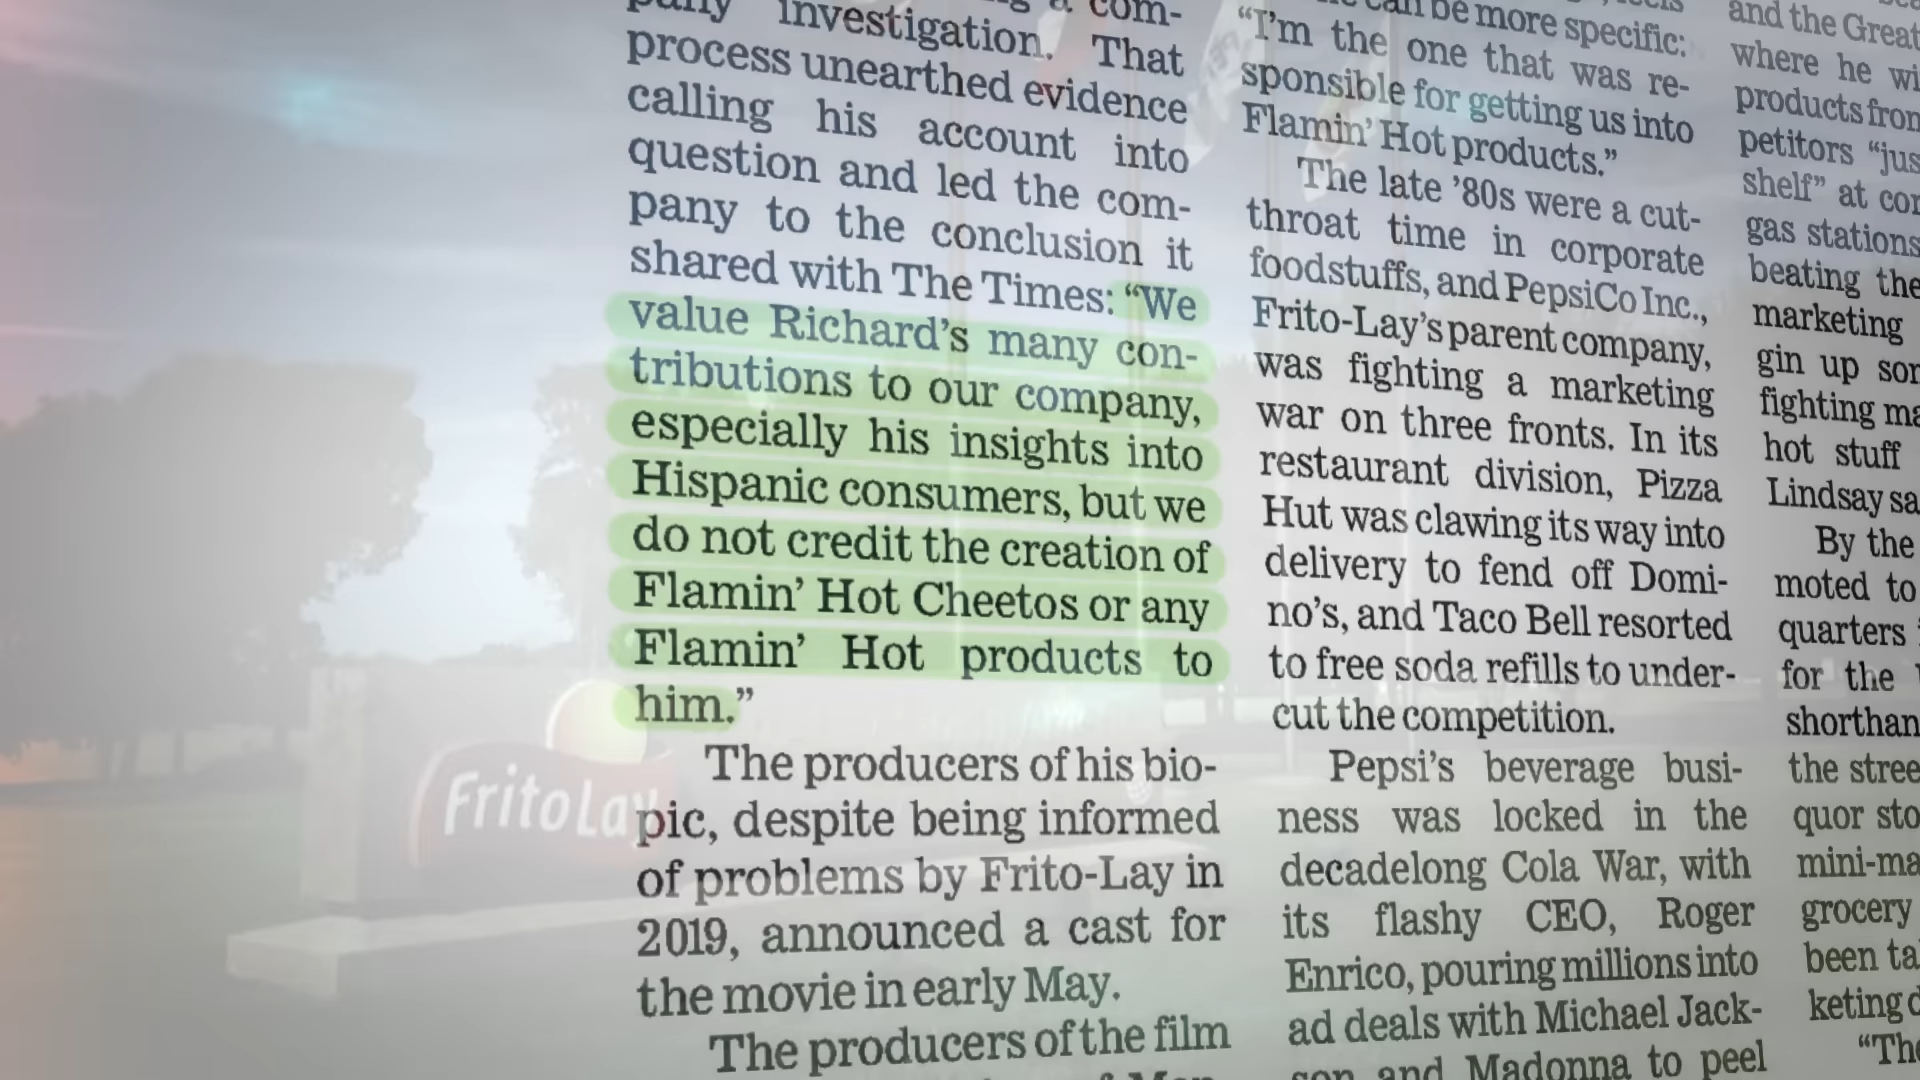 investigation. That
process unearthed evidence
calling his account into
question and led the com-
pany to the conclusion it
shared with The Times: “We
value Richard’s many con-
tributions to our company,
especially his insights into
Hispanic consumers, but we
do not credit the creation of
Flamin’ Hot Cheetos or any
Flamin’ Hot products to
him.”
The producers of his bio-
pic, despite being informed
of problems by Frito-Lay in
2019, announced a cast for
the movie in early May.
The producers of the film
can be more specific:
“I’m the one that was re-
sponsible for getting us into
Flamin’ Hot products.”
The late ’80s were a cut-
throat time in corporate
foodstuffs, and PepsiCo Inc.,
Frito-Lay’s parent company,
was fighting a marketing
war on three fronts. In its
restaurant division, Pizza
Hut was clawing its way into
delivery to fend off Domi-
no’s, and Taco Bell resorted
to free soda refills to under-
cut the competition.
Pepsi’s beverage busi-
ness was locked in the
decadelong Cola War, with
its flashy CEO, Roger
Enrico, pouring millions into
ad deals with Michael Jack-
son and Madonna to peel
and the Great
where he
products
petitors
shelf” at
gas stations
beating the
marketing
gin up
fighting
hot stuff
Lindsay
By the
moted to
quarters
for the
the
grocery
been
FritoLay